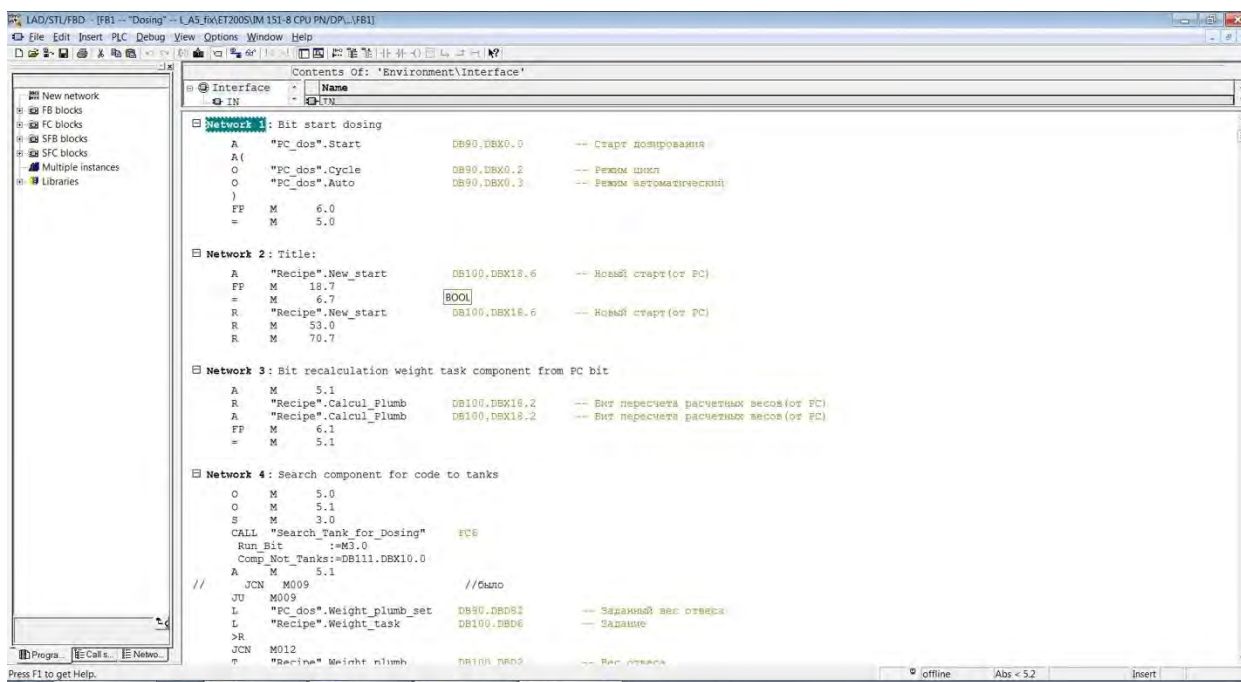 LAD/STL/FBD - [FB1 -- "Dosing" -- L_A5_fix\ET200S\IM 151-8 CPU PN/DP\...\FB1]
File Edit Insert PLC Debug View Options Window Help
Contents Of: 'Environment\Interface'
Interface Name
IN IN
New network
FB blocks
FC blocks
SFB blocks
SFC blocks
Multiple instances
Libraries
Network 1: Bit start dosing
A "PC_dos".Start DB90.DBX0.0 -- Старт дозирования
A(
O "PC_dos".Cycle DB90.DBX0.2 -- Режим цикл
O "PC_dos".Auto DB90.DBX0.3 -- Режим автоматический
)
FP M 6.0
= M 5.0
Network 2: Title:
A "Recipe".New_start DB100.DBX18.6 -- Новый старт(от PC)
FP M 18.7
= M 6.7 BOOL
R "Recipe".New_start DB100.DBX18.6 -- Новый старт(от PC)
R M 53.0
R M 70.7
Network 3: Bit recalculation weight task component from PC bit
A M 5.1
R "Recipe".Calcul_Plumb DB100.DBX18.2 -- Бит пересчета расчетных весов(от PC)
A "Recipe".Calcul_Plumb DB100.DBX18.2 -- Бит пересчета расчетных весов(от PC)
FP M 6.1
= M 5.1
Network 4: Search component for code to tanks
O M 5.0
O M 5.1
S M 3.0
CALL "Search_Tank_for_Dosing" FC6
Run_Bit :=M3.0
Comp_Not_Tanks:=DB111.DBX10.0
A M 5.1
// JCN M009 //было
JU M009
L "PC_dos".Weight_plumb_set DB90.DBD82 -- Заданный вес отвеса
L "Recipe".Weight_task DB100.DBD6 -- Задание
>R
JCN M012
T "Recipe".Weight_plumb DB100.DBD2 -- Вес отвеса
Progra... Call s... Netwo...
Press F1 to get Help. offline Abs < 5.2 Insert